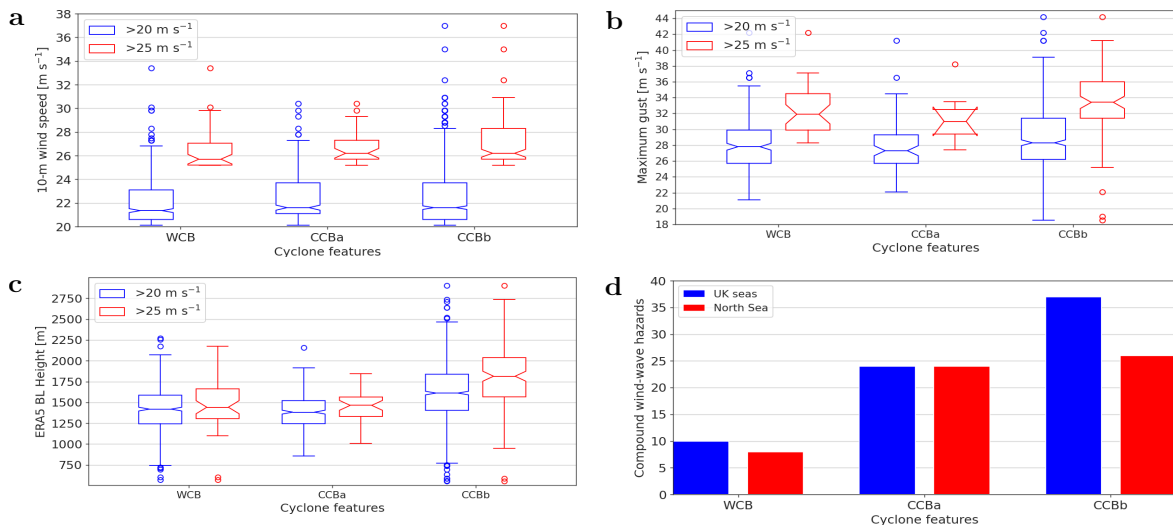 a
>20 m s⁻¹
>25 m s⁻¹
10-m wind speed [m s⁻¹]
38
36
34
32
30
28
26
24
22
20
WCB
CCBa
CCBb
Cyclone features
b
>20 m s⁻¹
>25 m s⁻¹
Maximum gust [m s⁻¹]
44
42
40
38
36
34
32
30
28
26
24
22
20
18
WCB
CCBa
CCBb
Cyclone features
c
>20 m s⁻¹
>25 m s⁻¹
ERA5 BL Height [m]
2750
2500
2250
2000
1750
1500
1250
1000
750
WCB
CCBa
CCBb
Cyclone features
d
UK seas
North Sea
Compound wind-wave hazards
40
35
30
25
20
15
10
5
0
WCB
CCBa
CCBb
Cyclone features